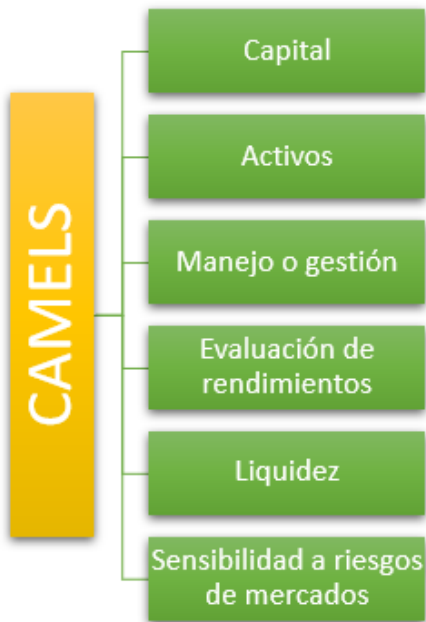 CAMELS
Capital
Activos
Manejo o gestión
Evaluación de
rendimientos
Liquidez
Sensibilidad a riesgos
de mercados